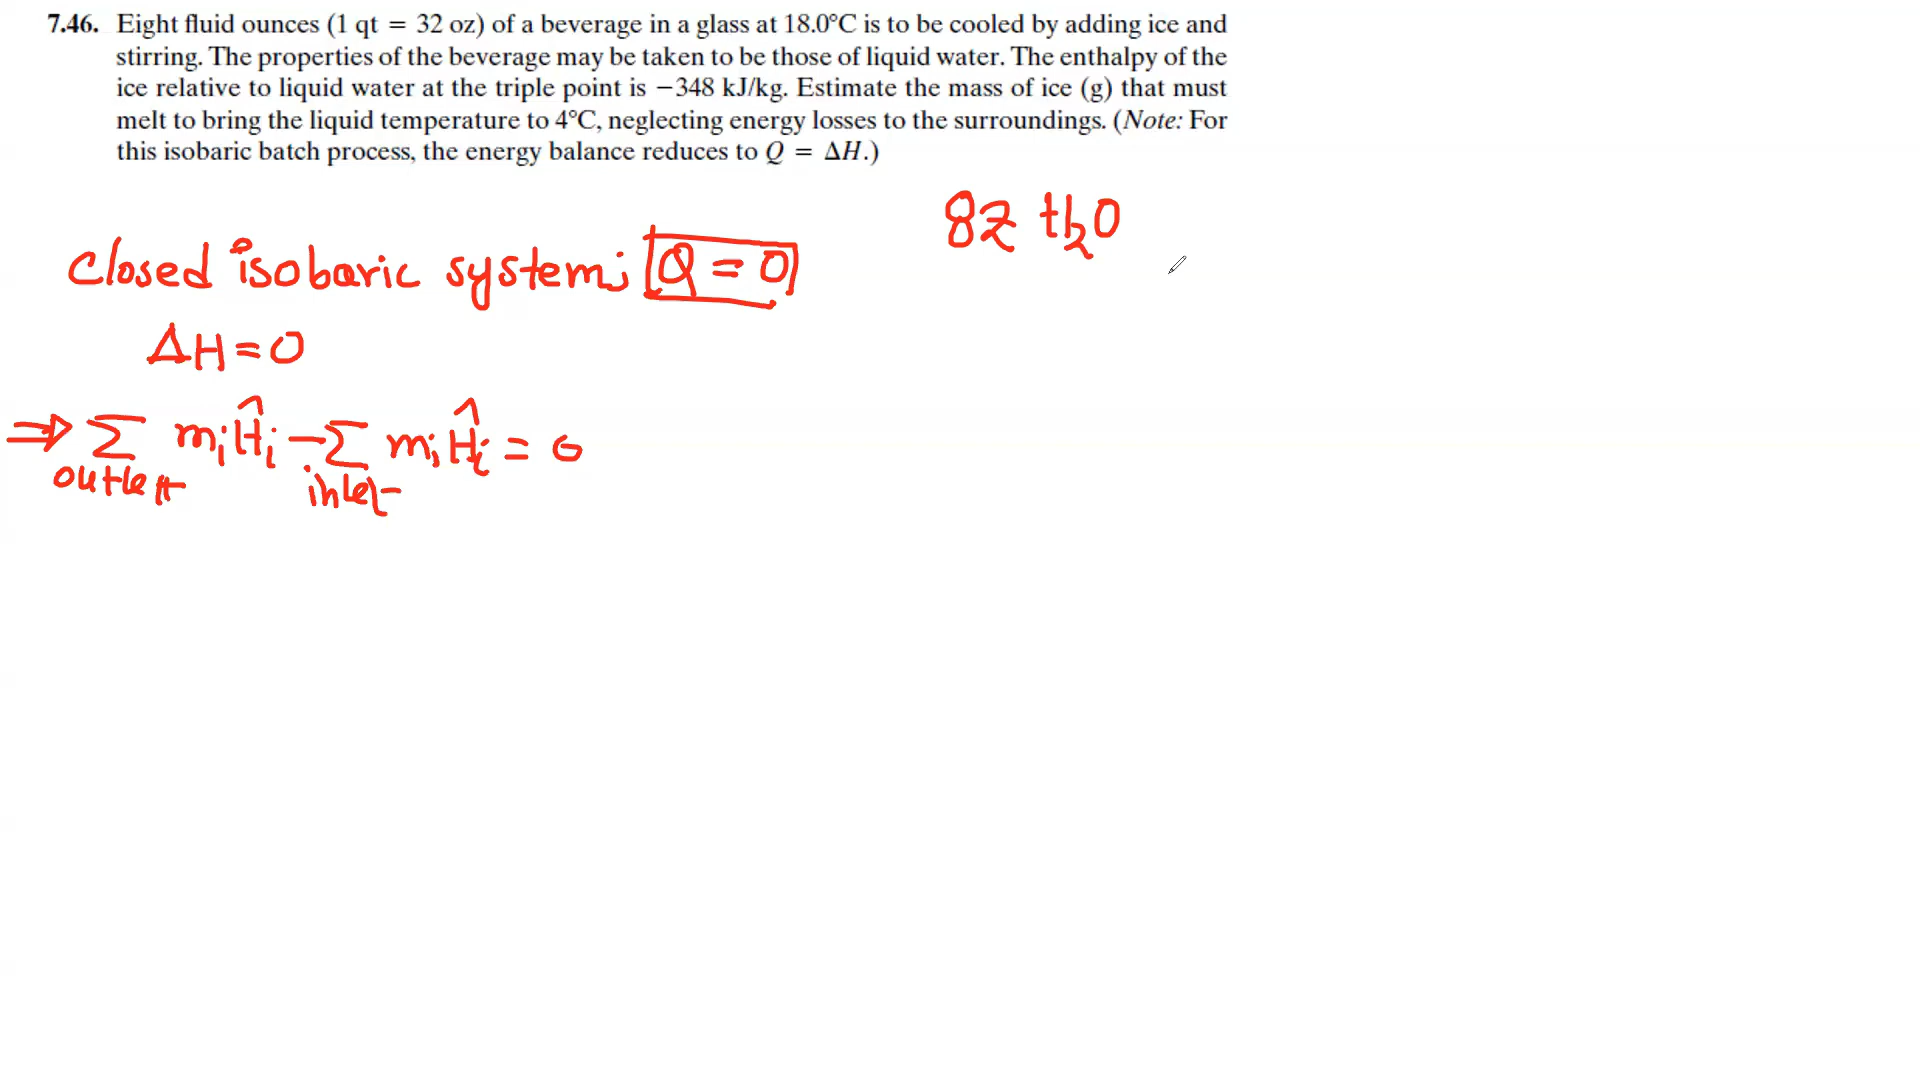 7.46. Eight fluid ounces (1 qt = 32 oz) of a beverage in a glass at 18.0°C is to be cooled by adding ice and
stirring. The properties of the beverage may be taken to be those of liquid water. The enthalpy of the
ice relative to liquid water at the triple point is −348 kJ/kg. Estimate the mass of ice (g) that must
melt to bring the liquid temperature to 4°C, neglecting energy losses to the surroundings. (Note: For
this isobaric batch process, the energy balance reduces to Q = ΔH.)
8Z H₂O
Closed isobaric system; Q = 0
ΔH = 0
⇒ Σ mᵢĤᵢ − Σ mᵢĤᵢ = 0
outlet inlet